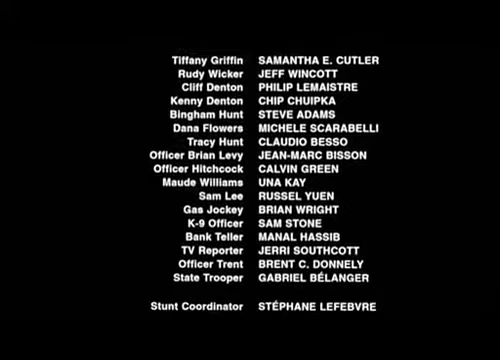 Tiffany Griffin SAMANTHA E. CUTLER
Rudy Wicker JEFF WINCOTT
Cliff Denton PHILIP LEMAISTRE
Kenny Denton CHIP CHUIPKA
Bingham Hunt STEVE ADAMS
Dana Flowers MICHELE SCARABELLI
Tracy Hunt CLAUDIO BESSO
Officer Brian Levy JEAN-MARC BISSON
Officer Hitchcock CALVIN GREEN
Maude Williams UNA KAY
Sam Lee RUSSEL YUEN
Gas Jockey BRIAN WRIGHT
K-9 Officer SAM STONE
Bank Teller MANAL HASSIB
TV Reporter JERRI SOUTHCOTT
Officer Trent BRENT C. DONNELY
State Trooper GABRIEL BÉLANGER
Stunt Coordinator STÉPHANE LEFEBVRE